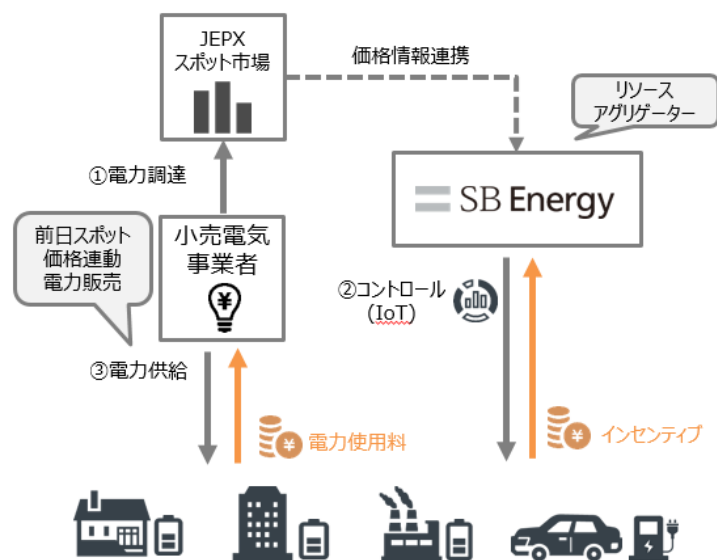 JEPX
スポット市場
価格情報連携
リソース
アグリゲーター
①電力調達
SB Energy
前日スポット
価格連動
電力販売
小売電気
事業者
¥
②コントロール
(IoT)
③電力供給
¥
電力使用料
¥
インセンティブ